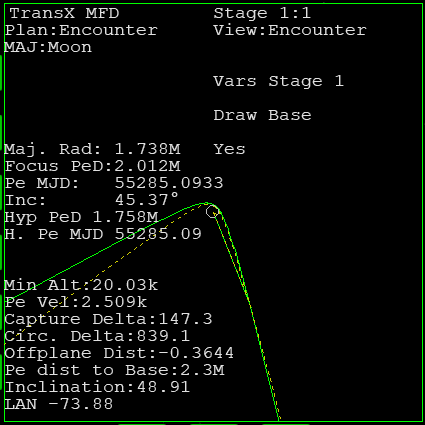 TransX MFD Stage 1:1
Plan:Encounter View:Encounter
MAJ:Moon
Vars Stage 1
Draw Base
Maj. Rad: 1.738M Yes
Focus PeD:2.012M
Pe MJD: 55285.0933
Inc: 45.37°
Hyp PeD 1.758M
H. Pe MJD 55285.09
Min Alt:20.03k
Pe Vel:2.509k
Capture Delta:147.3
Circ. Delta:839.1
Offplane Dist:-0.3644
Pe dist to Base:2.3M
Inclination:48.91
LAN -73.88